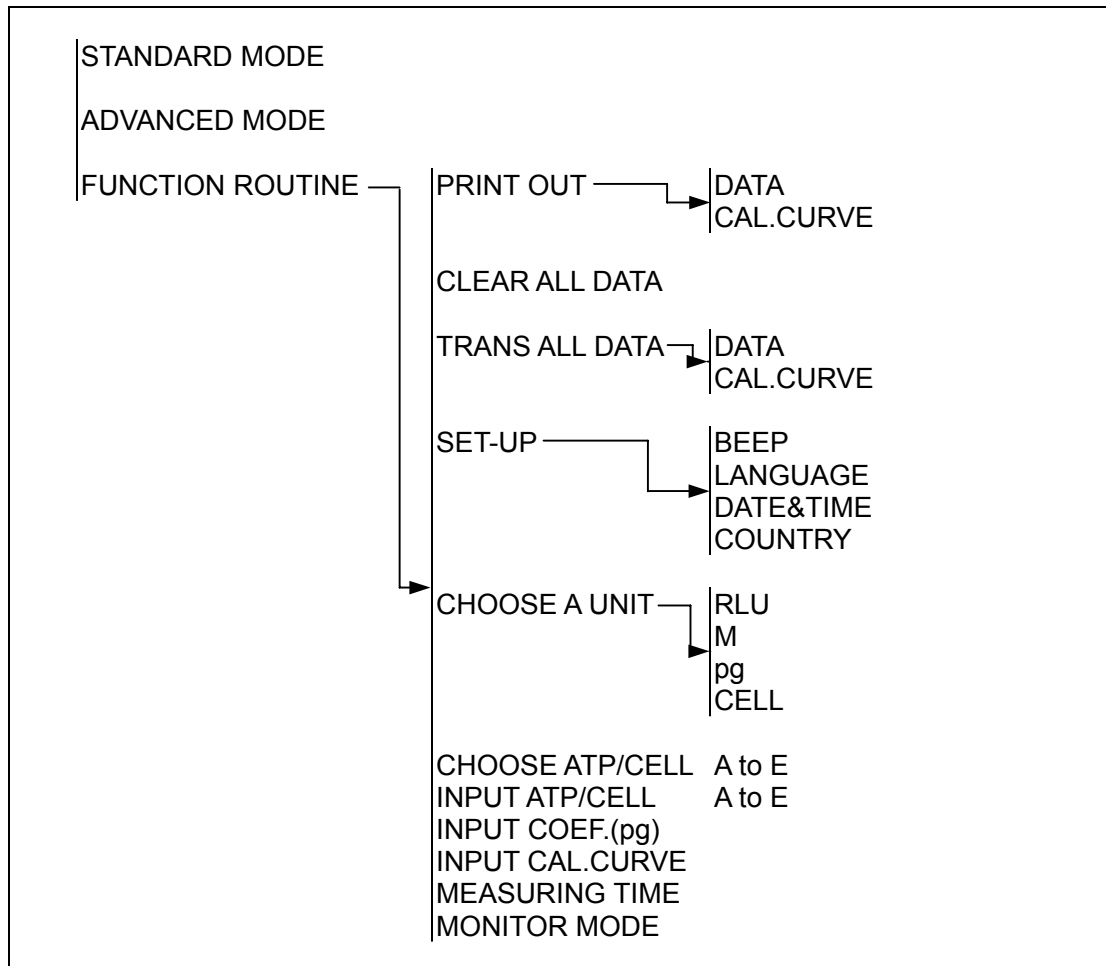 STANDARD MODE
ADVANCED MODE
FUNCTION ROUTINE
PRINT OUT
DATA
CAL.CURVE
CLEAR ALL DATA
TRANS ALL DATA
DATA
CAL.CURVE
SET-UP
BEEP
LANGUAGE
DATE&TIME
COUNTRY
CHOOSE A UNIT
RLU
M
pg
CELL
CHOOSE ATP/CELL A to E
INPUT ATP/CELL A to E
INPUT COEF.(pg)
INPUT CAL.CURVE
MEASURING TIME
MONITOR MODE